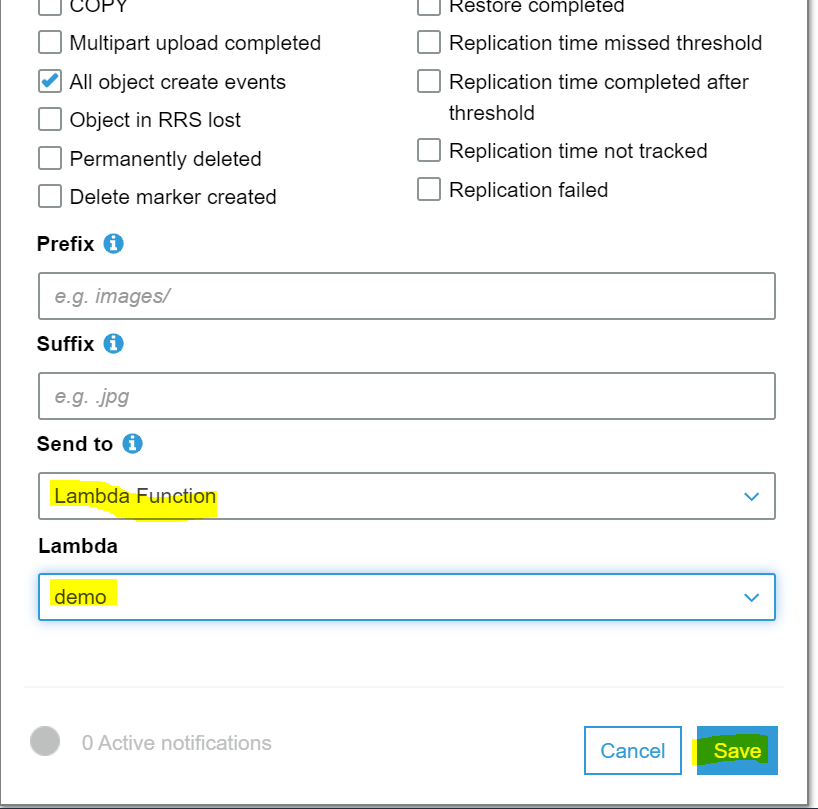 COPY
Multipart upload completed
All object create events
Object in RRS lost
Permanently deleted
Delete marker created
Restore completed
Replication time missed threshold
Replication time completed after
threshold
Replication time not tracked
Replication failed
Prefix
e.g. images/
Suffix
e.g. .jpg
Send to
Lambda Function
Lambda
demo
0 Active notifications
Cancel
Save